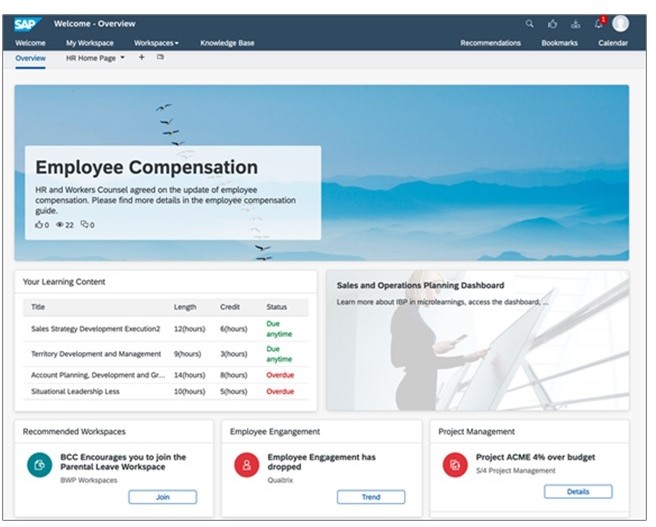 SAP Welcome - Overview
1
Welcome My Workspace Workspaces Knowledge Base Recommendations Bookmarks Calendar
Overview HR Home Page +
Employee Compensation
HR and Workers Counsel agreed on the update of employee
compensation. Please find more details in the employee compensation
guide.
0 22 0
Your Learning Content
Title Length Credit Status
Sales Strategy Development Execution2 12(hours) 6(hours) Due
anytime
Territory Development and Management 9(hours) 3(hours) Due
anytime
Account Planning, Development and Gr... 14(hours) 8(hours) Overdue
Situational Leadership Less 10(hours) 5(hours) Overdue
Sales and Operations Planning Dashboard
Learn more about IBP in microlearnings, access the dashboard, ...
Recommended Workspaces
BCC Encourages you to join the
Parental Leave Workspace
BWP Workspaces
Join
Employee Engangement
Employee Engagement has
dropped
Qualtrix
Trend
Project Management
Project ACME 4% over budget
S/4 Project Management
Details